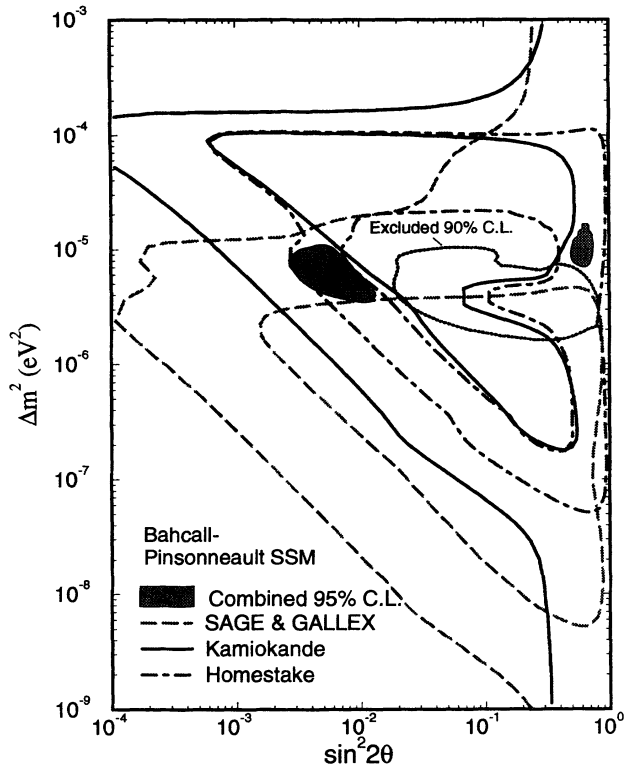 10⁻³
10⁻⁴
10⁻⁵
10⁻⁶
10⁻⁷
10⁻⁸
10⁻⁹
Δm² (eV²)
Excluded 90% C.L.
Bahcall-
Pinsonneault SSM
Combined 95% C.L.
SAGE & GALLEX
Kamiokande
Homestake
10⁻⁴ 10⁻³ 10⁻² 10⁻¹ 10⁰
sin²2θ